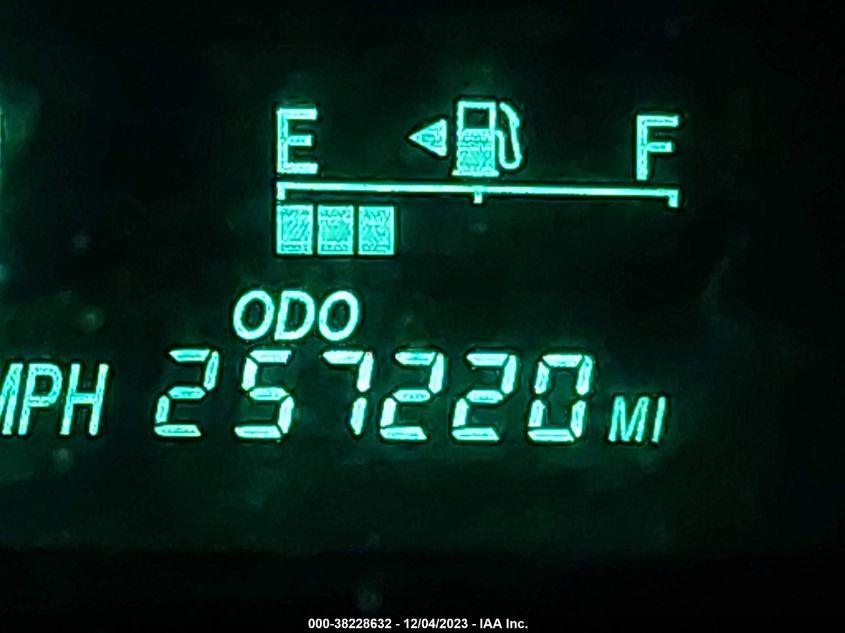 E F
ODO
MPH 257220 MI
000-38228632 - 12/04/2023 - IAA Inc.